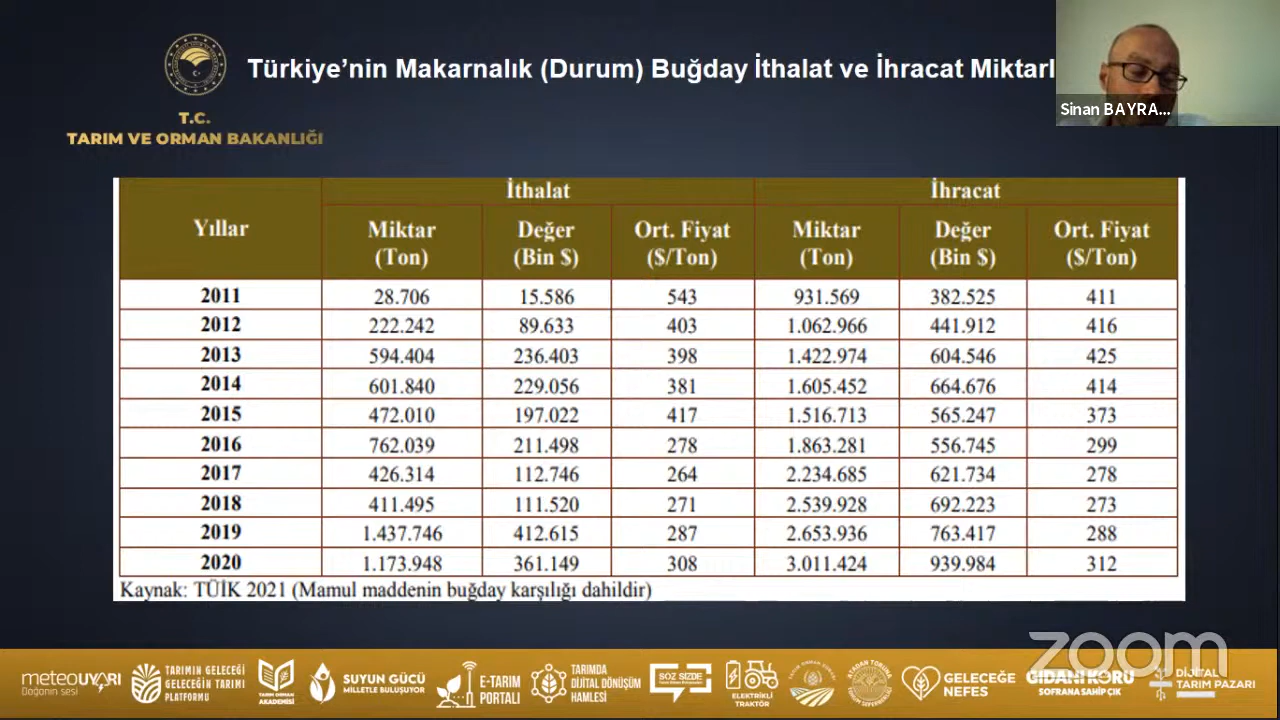 Türkiye’nin Makarnalık (Durum) Buğday İthalat ve İhracat Miktarl
Sinan BAYRA...
T.C.
TARIM VE ORMAN BAKANLIĞI
Yıllar İthalat İhracat
Miktar (Ton) Değer (Bin $) Ort. Fiyat ($/Ton) Miktar (Ton) Değer (Bin $) Ort. Fiyat ($/Ton)
2011 28.706 15.586 543 931.569 382.525 411
2012 222.242 89.633 403 1.062.966 441.912 416
2013 594.404 236.403 398 1.422.974 604.546 425
2014 601.840 229.056 381 1.605.452 664.676 414
2015 472.010 197.022 417 1.516.713 565.247 373
2016 762.039 211.498 278 1.863.281 556.745 299
2017 426.314 112.746 264 2.234.685 621.734 278
2018 411.495 111.520 271 2.539.928 692.223 273
2019 1.437.746 412.615 287 2.653.936 763.417 288
2020 1.173.948 361.149 308 3.011.424 939.984 312
Kaynak: TÜİK 2021 (Mamul maddenin buğday karşılığı dahildir)
zoom
meteoUYARI
Doğanın sesi
TARIMIN GELECEĞİ
GELECEĞİN TARIMI
PLATFORMU
TARIM ORMAN
AKADEMİSİ
SUYUN GÜCÜ
MİLLETLE BULUŞUYOR
E-TARIM
PORTALI
TARIMDA
DİJİTAL DÖNÜŞÜM
HAMLESİ
SÖZ SİZDE
ELEKTRİKLİ
TRAKTÖR
GELECEĞE
NEFES
GIDANI KORU
SOFRANA SAHİP ÇIK
DİJİTAL
TARIM PAZARI